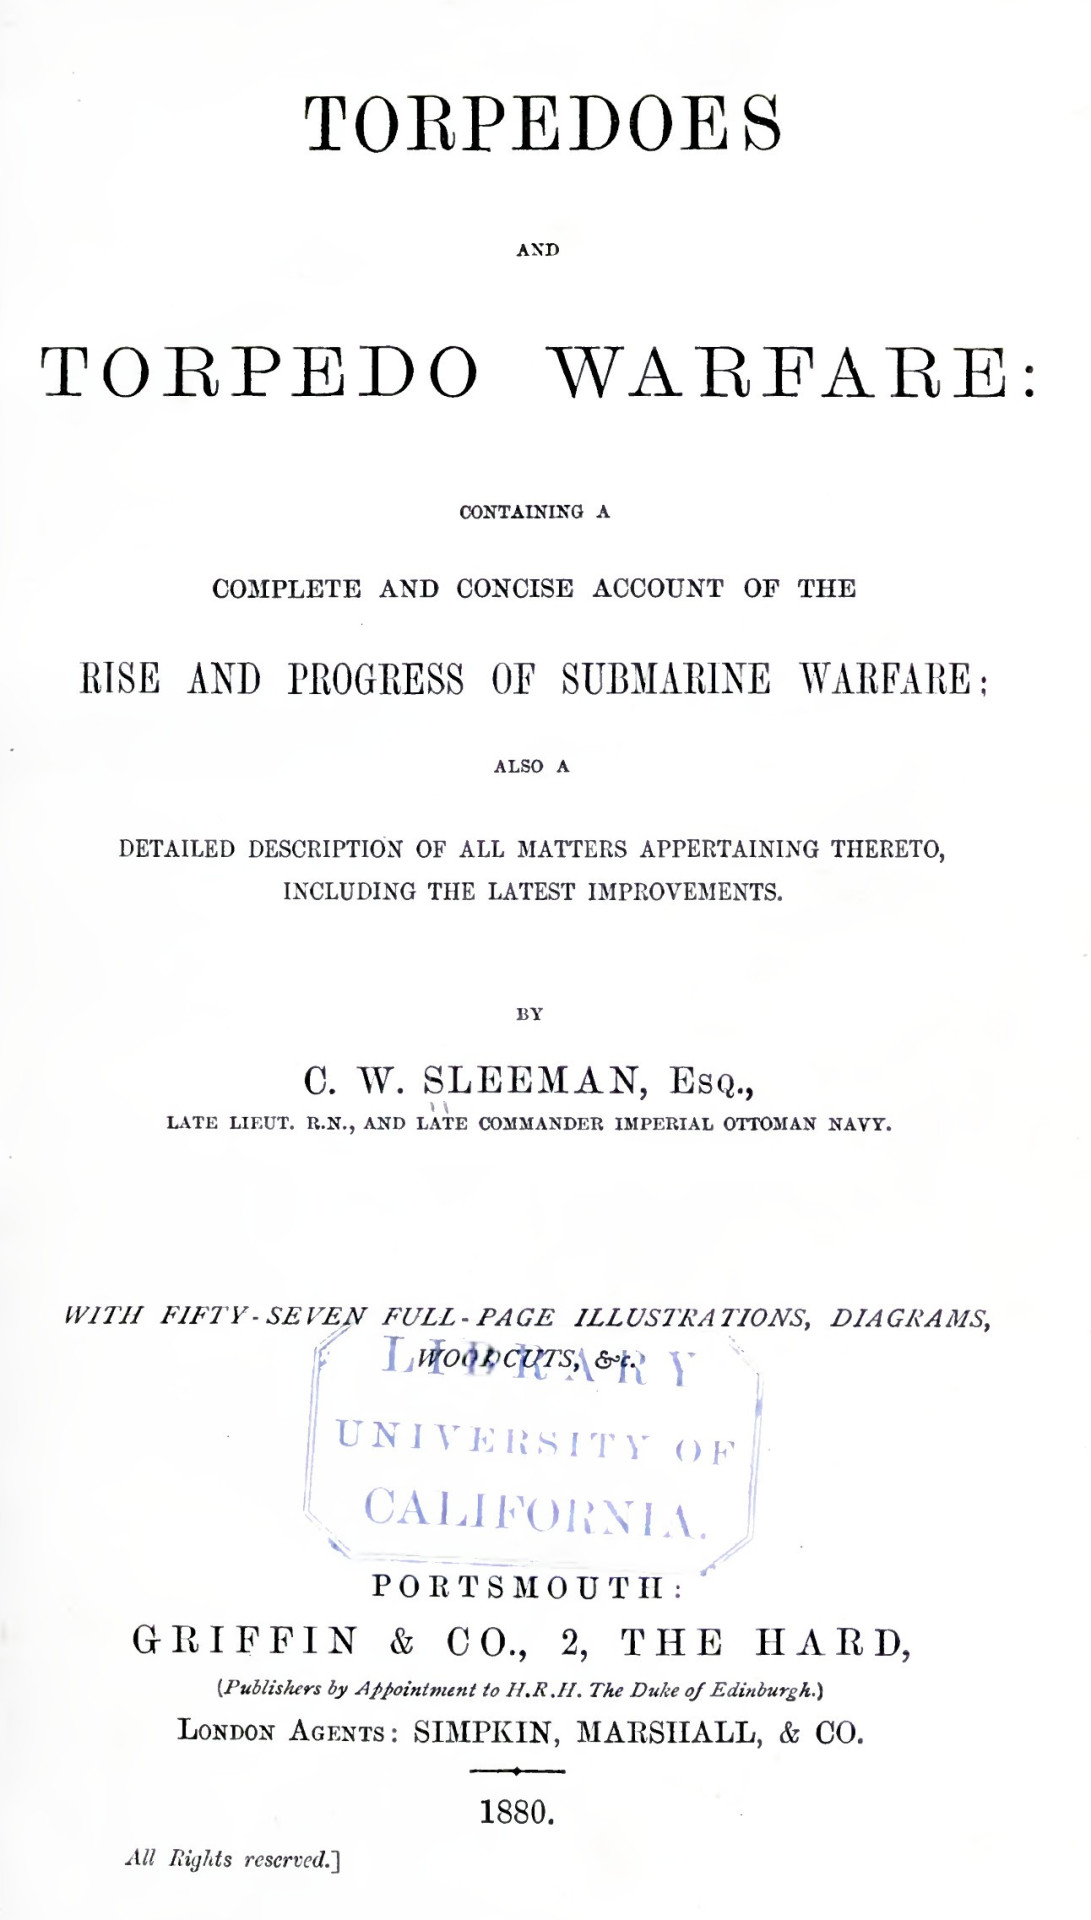 TORPEDOES
AND
TORPEDO WARFARE:
CONTAINING A
COMPLETE AND CONCISE ACCOUNT OF THE
RISE AND PROGRESS OF SUBMARINE WARFARE;
ALSO A
DETAILED DESCRIPTION OF ALL MATTERS APPERTAINING THERETO,
INCLUDING THE LATEST IMPROVEMENTS.
BY
C. W. SLEEMAN, ESQ.,
LATE LIEUT. R.N., AND LATE COMMANDER IMPERIAL OTTOMAN NAVY.
WITH FIFTY-SEVEN FULL-PAGE ILLUSTRATIONS, DIAGRAMS,
WOODCUTS, &c.
LIBRARY
UNIVERSITY OF
CALIFORNIA.
PORTSMOUTH:
GRIFFIN & CO., 2, THE HARD,
(Publishers by Appointment to H.R.H. The Duke of Edinburgh.)
LONDON AGENTS: SIMPKIN, MARSHALL, & CO.
1880.
All Rights reserved.]